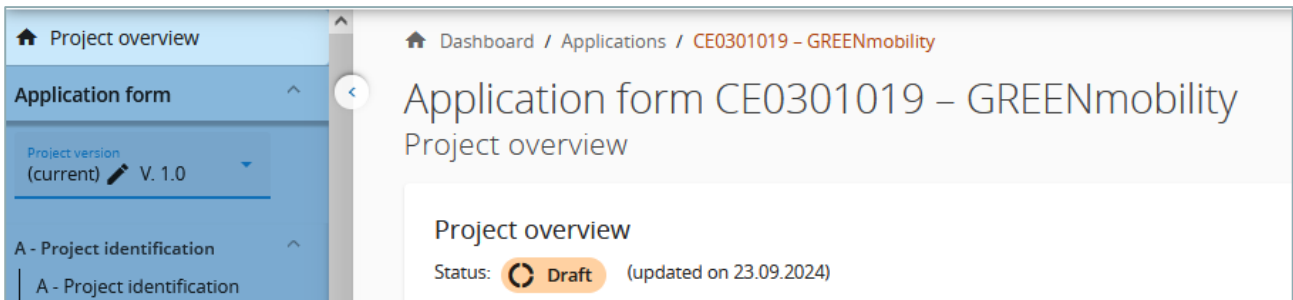 Project overview
Application form
Project version
(current) V. 1.0
A - Project identification
A - Project identification
Dashboard / Applications / CE0301019 – GREENmobility
Application form CE0301019 – GREENmobility
Project overview
Project overview
Status: Draft (updated on 23.09.2024)